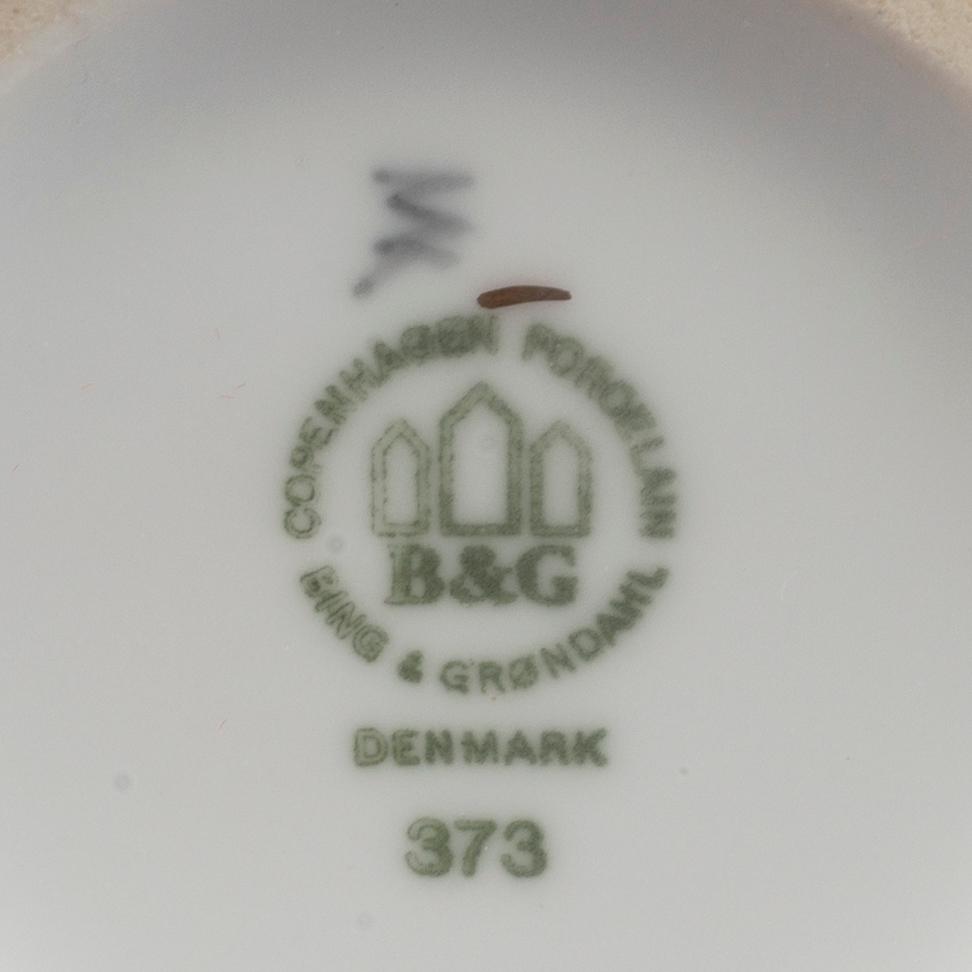 COPENHAGEN PORCELAIN
B&G
BING & GRØNDAHL
DENMARK
373